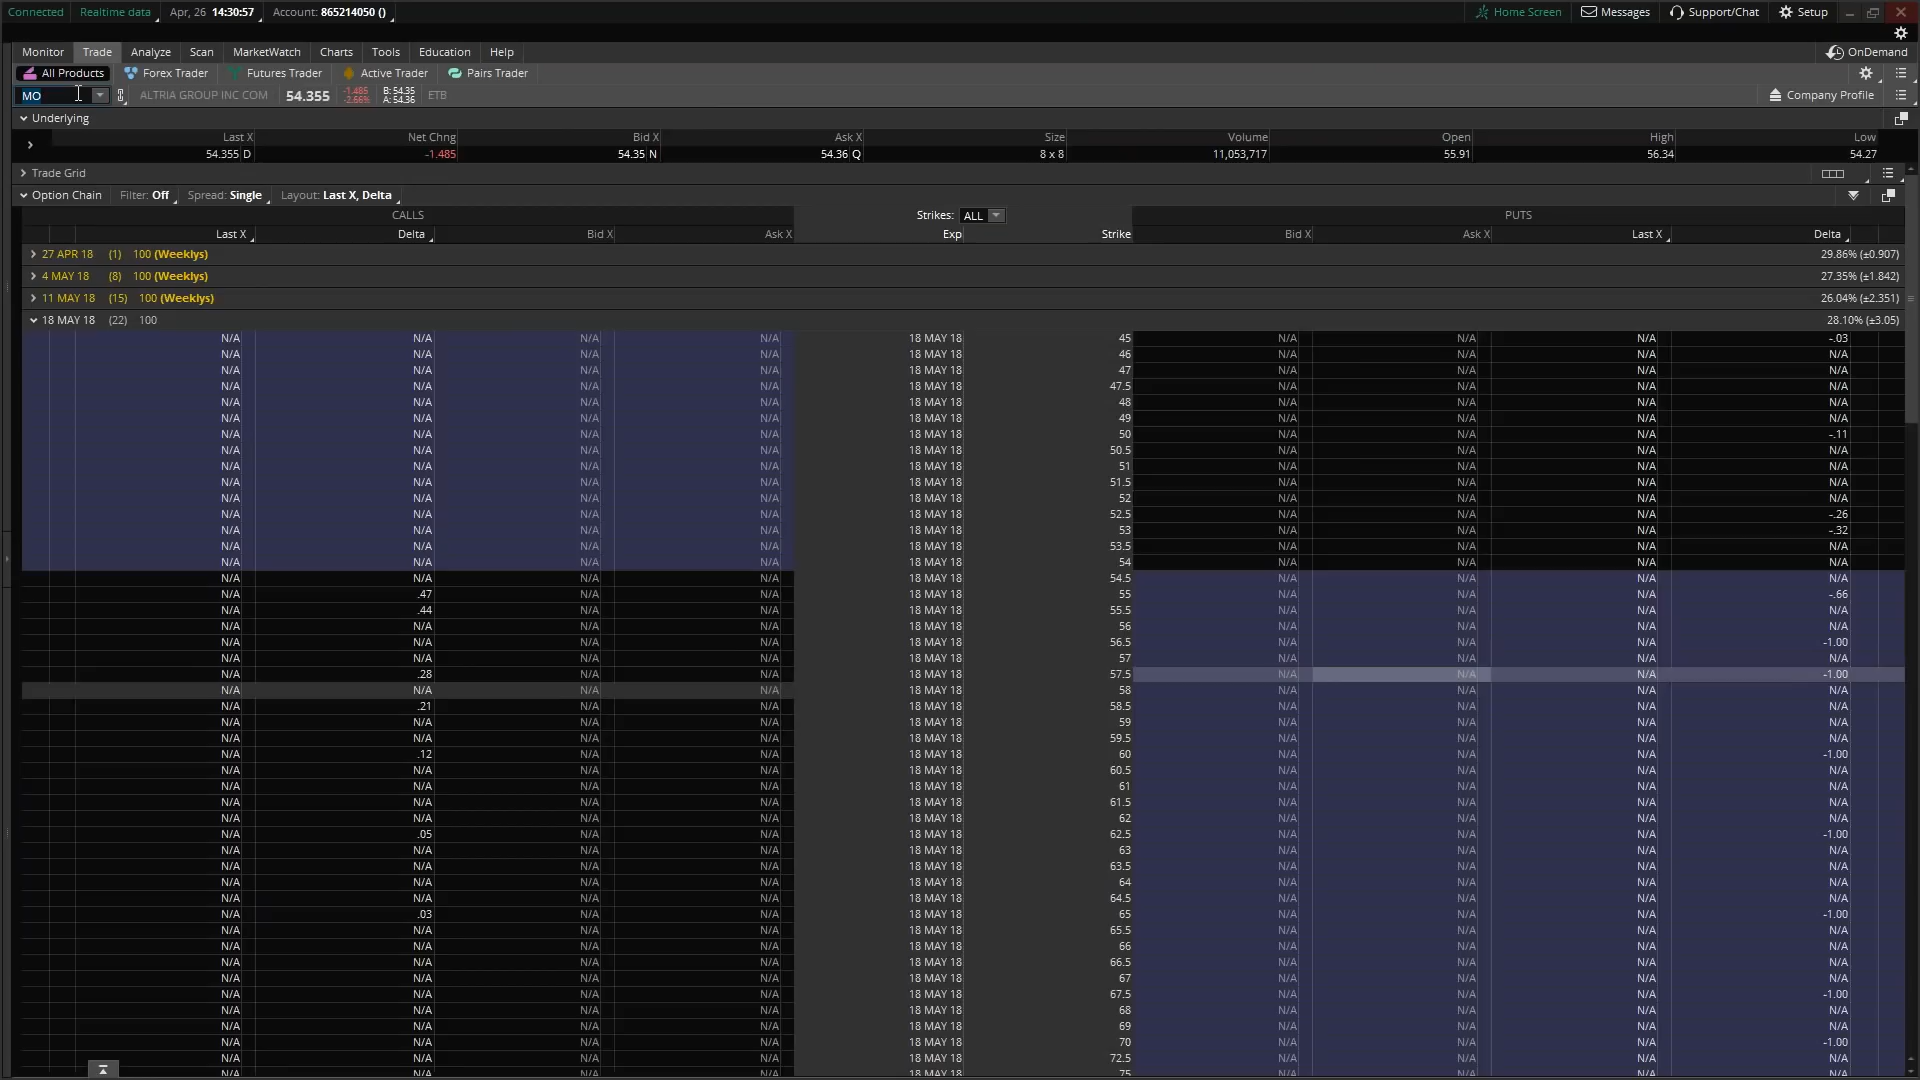 Connected Realtime data Apr, 26 14:30:57 Account: 865214050 () Home Screen Messages Support/Chat Setup
Monitor Trade Analyze Scan MarketWatch Charts Tools Education Help OnDemand
All Products Forex Trader Futures Trader Active Trader Pairs Trader
MO ALTRIA GROUP INC COM 54.355 -1.485 -2.66% B: 54.35 A: 54.36 ETB Company Profile
Underlying
Last X Net Chng Bid X Ask X Size Volume Open High Low
54.355 D -1.485 54.35 N 54.36 Q 8 x 8 11,053,717 55.91 56.34 54.27
Trade Grid
Option Chain Filter: Off Spread: Single Layout: Last X, Delta
CALLS Strikes: ALL PUTS
Last X Delta Bid X Ask X Exp Strike Bid X Ask X Last X Delta
27 APR 18 (1) 100 (Weeklys) 29.86% (±0.907)
4 MAY 18 (8) 100 (Weeklys) 27.35% (±1.842)
11 MAY 18 (15) 100 (Weeklys) 26.04% (±2.351)
18 MAY 18 (22) 100 28.10% (±3.05)
N/A N/A N/A N/A 18 MAY 18 45 N/A N/A N/A -.03
N/A N/A N/A N/A 18 MAY 18 46 N/A N/A N/A N/A
N/A N/A N/A N/A 18 MAY 18 47 N/A N/A N/A N/A
N/A N/A N/A N/A 18 MAY 18 47.5 N/A N/A N/A N/A
N/A N/A N/A N/A 18 MAY 18 48 N/A N/A N/A N/A
N/A N/A N/A N/A 18 MAY 18 49 N/A N/A N/A N/A
N/A N/A N/A N/A 18 MAY 18 50 N/A N/A N/A -.11
N/A N/A N/A N/A 18 MAY 18 50.5 N/A N/A N/A N/A
N/A N/A N/A N/A 18 MAY 18 51 N/A N/A N/A N/A
N/A N/A N/A N/A 18 MAY 18 51.5 N/A N/A N/A N/A
N/A N/A N/A N/A 18 MAY 18 52 N/A N/A N/A N/A
N/A N/A N/A N/A 18 MAY 18 52.5 N/A N/A N/A -.26
N/A N/A N/A N/A 18 MAY 18 53 N/A N/A N/A -.32
N/A N/A N/A N/A 18 MAY 18 53.5 N/A N/A N/A N/A
N/A N/A N/A N/A 18 MAY 18 54 N/A N/A N/A N/A
N/A N/A N/A N/A 18 MAY 18 54.5 N/A N/A N/A N/A
N/A .47 N/A N/A 18 MAY 18 55 N/A N/A N/A -.66
N/A .44 N/A N/A 18 MAY 18 55.5 N/A N/A N/A N/A
N/A N/A N/A N/A 18 MAY 18 56 N/A N/A N/A N/A
N/A N/A N/A N/A 18 MAY 18 56.5 N/A N/A N/A -1.00
N/A N/A N/A N/A 18 MAY 18 57 N/A N/A N/A N/A
N/A .28 N/A N/A 18 MAY 18 57.5 N/A N/A N/A -1.00
N/A N/A N/A N/A 18 MAY 18 58 N/A N/A N/A N/A
N/A .21 N/A N/A 18 MAY 18 58.5 N/A N/A N/A N/A
N/A N/A N/A N/A 18 MAY 18 59 N/A N/A N/A N/A
N/A N/A N/A N/A 18 MAY 18 59.5 N/A N/A N/A N/A
N/A .12 N/A N/A 18 MAY 18 60 N/A N/A N/A -1.00
N/A N/A N/A N/A 18 MAY 18 60.5 N/A N/A N/A N/A
N/A N/A N/A N/A 18 MAY 18 61 N/A N/A N/A N/A
N/A N/A N/A N/A 18 MAY 18 61.5 N/A N/A N/A N/A
N/A N/A N/A N/A 18 MAY 18 62 N/A N/A N/A N/A
N/A .05 N/A N/A 18 MAY 18 62.5 N/A N/A N/A -1.00
N/A N/A N/A N/A 18 MAY 18 63 N/A N/A N/A N/A
N/A N/A N/A N/A 18 MAY 18 63.5 N/A N/A N/A N/A
N/A N/A N/A N/A 18 MAY 18 64 N/A N/A N/A N/A
N/A N/A N/A N/A 18 MAY 18 64.5 N/A N/A N/A N/A
N/A .03 N/A N/A 18 MAY 18 65 N/A N/A N/A -1.00
N/A N/A N/A N/A 18 MAY 18 65.5 N/A N/A N/A N/A
N/A N/A N/A N/A 18 MAY 18 66 N/A N/A N/A N/A
N/A N/A N/A N/A 18 MAY 18 66.5 N/A N/A N/A N/A
N/A N/A N/A N/A 18 MAY 18 67 N/A N/A N/A N/A
N/A N/A N/A N/A 18 MAY 18 67.5 N/A N/A N/A -1.00
N/A N/A N/A N/A 18 MAY 18 68 N/A N/A N/A N/A
N/A N/A N/A N/A 18 MAY 18 69 N/A N/A N/A N/A
N/A N/A N/A N/A 18 MAY 18 70 N/A N/A N/A -1.00
N/A N/A N/A N/A 18 MAY 18 72.5 N/A N/A N/A N/A
N/A N/A N/A N/A 18 MAY 18 75 N/A N/A N/A N/A